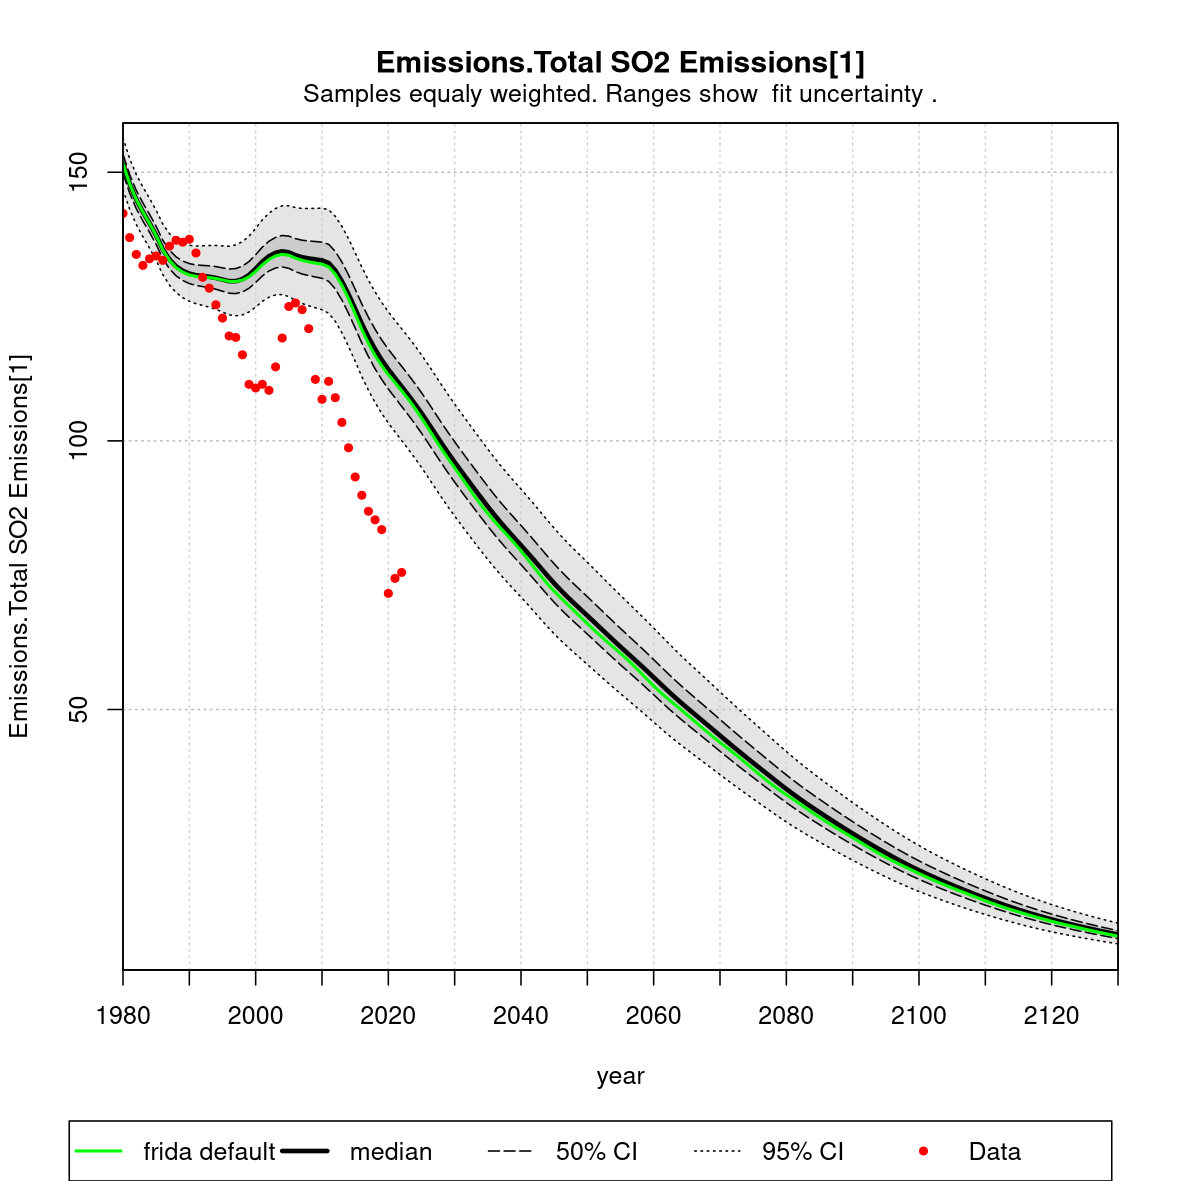 Emissions.Total SO2 Emissions[1]
Samples equaly weighted. Ranges show  fit uncertainty .
Emissions.Total SO2 Emissions[1]
150
100
50
1980 2000 2020 2040 2060 2080 2100 2120
year
frida default median 50% CI 95% CI Data